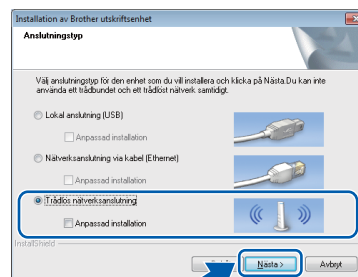 Installation av Brother utskriftsenhet
Anslutningstyp
Välj anslutningstyp för den enhet som du vill installera och klicka på Nästa.Du kan inte
använda ett trådbundet och ett trådlöst nätverk samtidigt.
Lokal anslutning (USB)
Anpassad installation
Nätverksanslutning via kabel (Ethernet)
Anpassad installation
Trådlös nätverksanslutning
Anpassad installation
InstallShield
Nästa > Avbryt